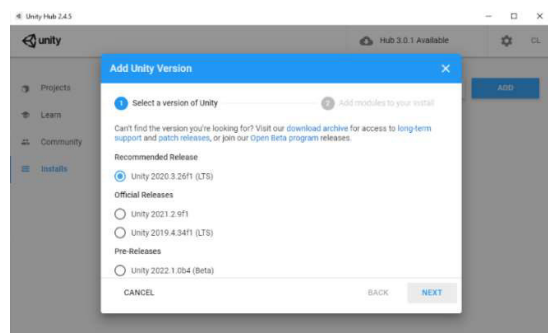 Unity Hub 2.4.5
unity
Hub 3.0.1 Available
CL
Add Unity Version
ADD
Projects
Learn
Community
Installs
1 Select a version of Unity
2 Add modules to your install
Can't find the version you're looking for? Visit our download archive for access to long-term
support and patch releases, or join our Open Beta program releases.
Recommended Release
Unity 2020.3.26f1 (LTS)
Official Releases
Unity 2021.2.9f1
Unity 2019.4.34f1 (LTS)
Pre-Releases
Unity 2022.1.0b4 (Beta)
CANCEL
BACK
NEXT